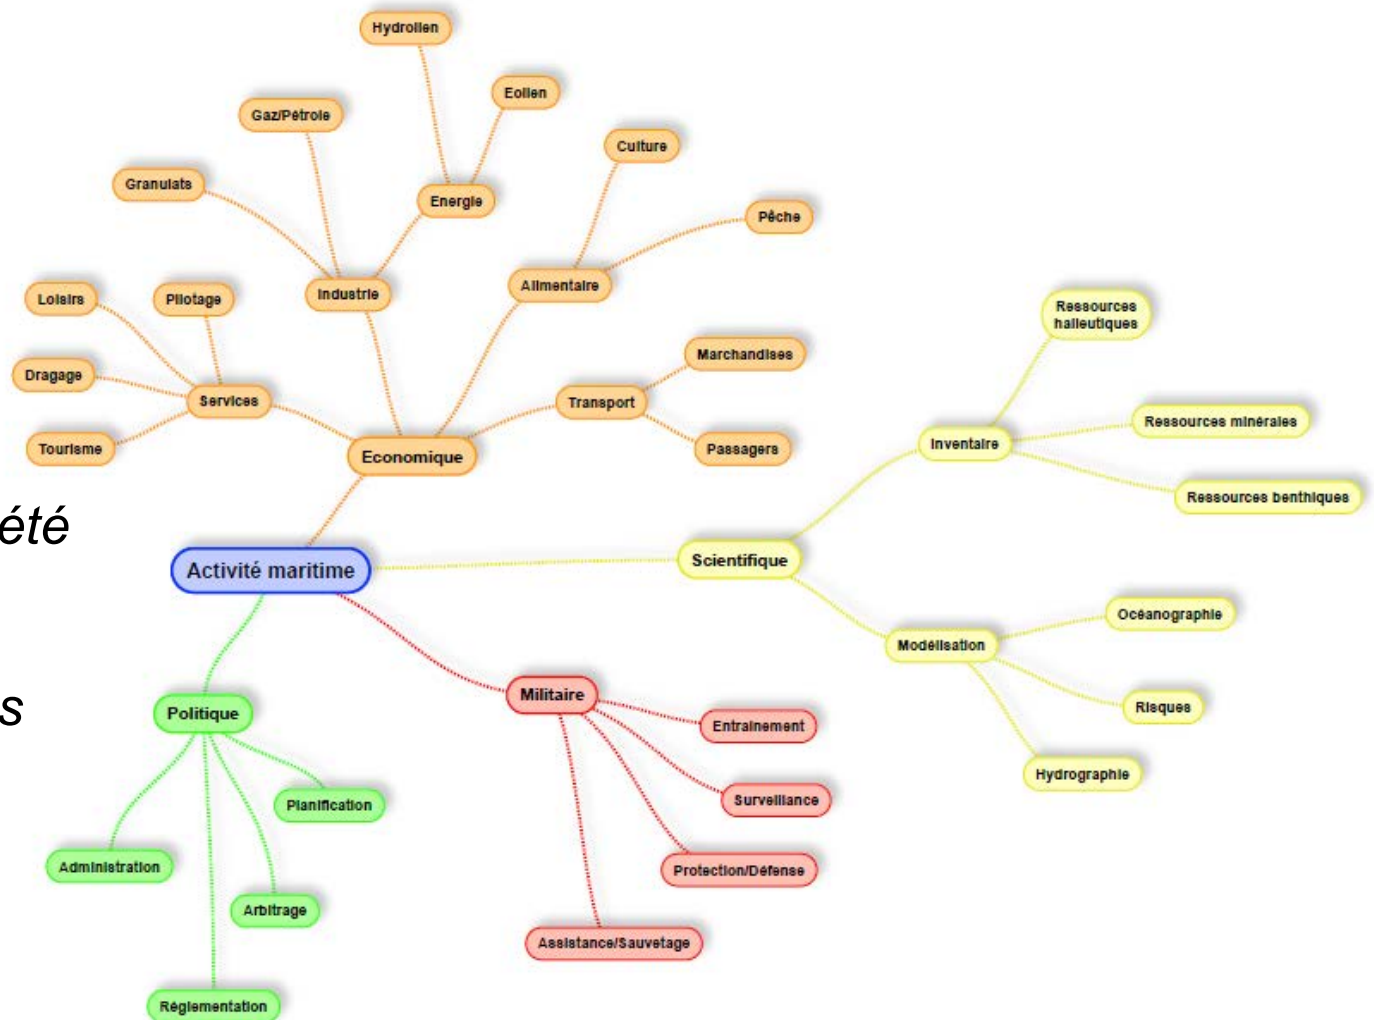 Hydrolien
Eolien
Gaz/Pétrole
Culture
Granulats
Energie
Pêche
Loisirs
Pilotage
Industrie
Alimentaire
Ressources
halieutiques
Dragage
Services
Transport
Marchandises
Ressources minérales
Tourisme
Economique
Passagers
Inventaire
Ressources benthiques
été
Activité maritime
Scientifique
Océanographie
Modélisation
s
Politique
Militaire
Entrainement
Risques
Hydrographie
Planification
Surveillance
Administration
Protection/Défense
Arbitrage
Assistance/Sauvetage
Réglementation